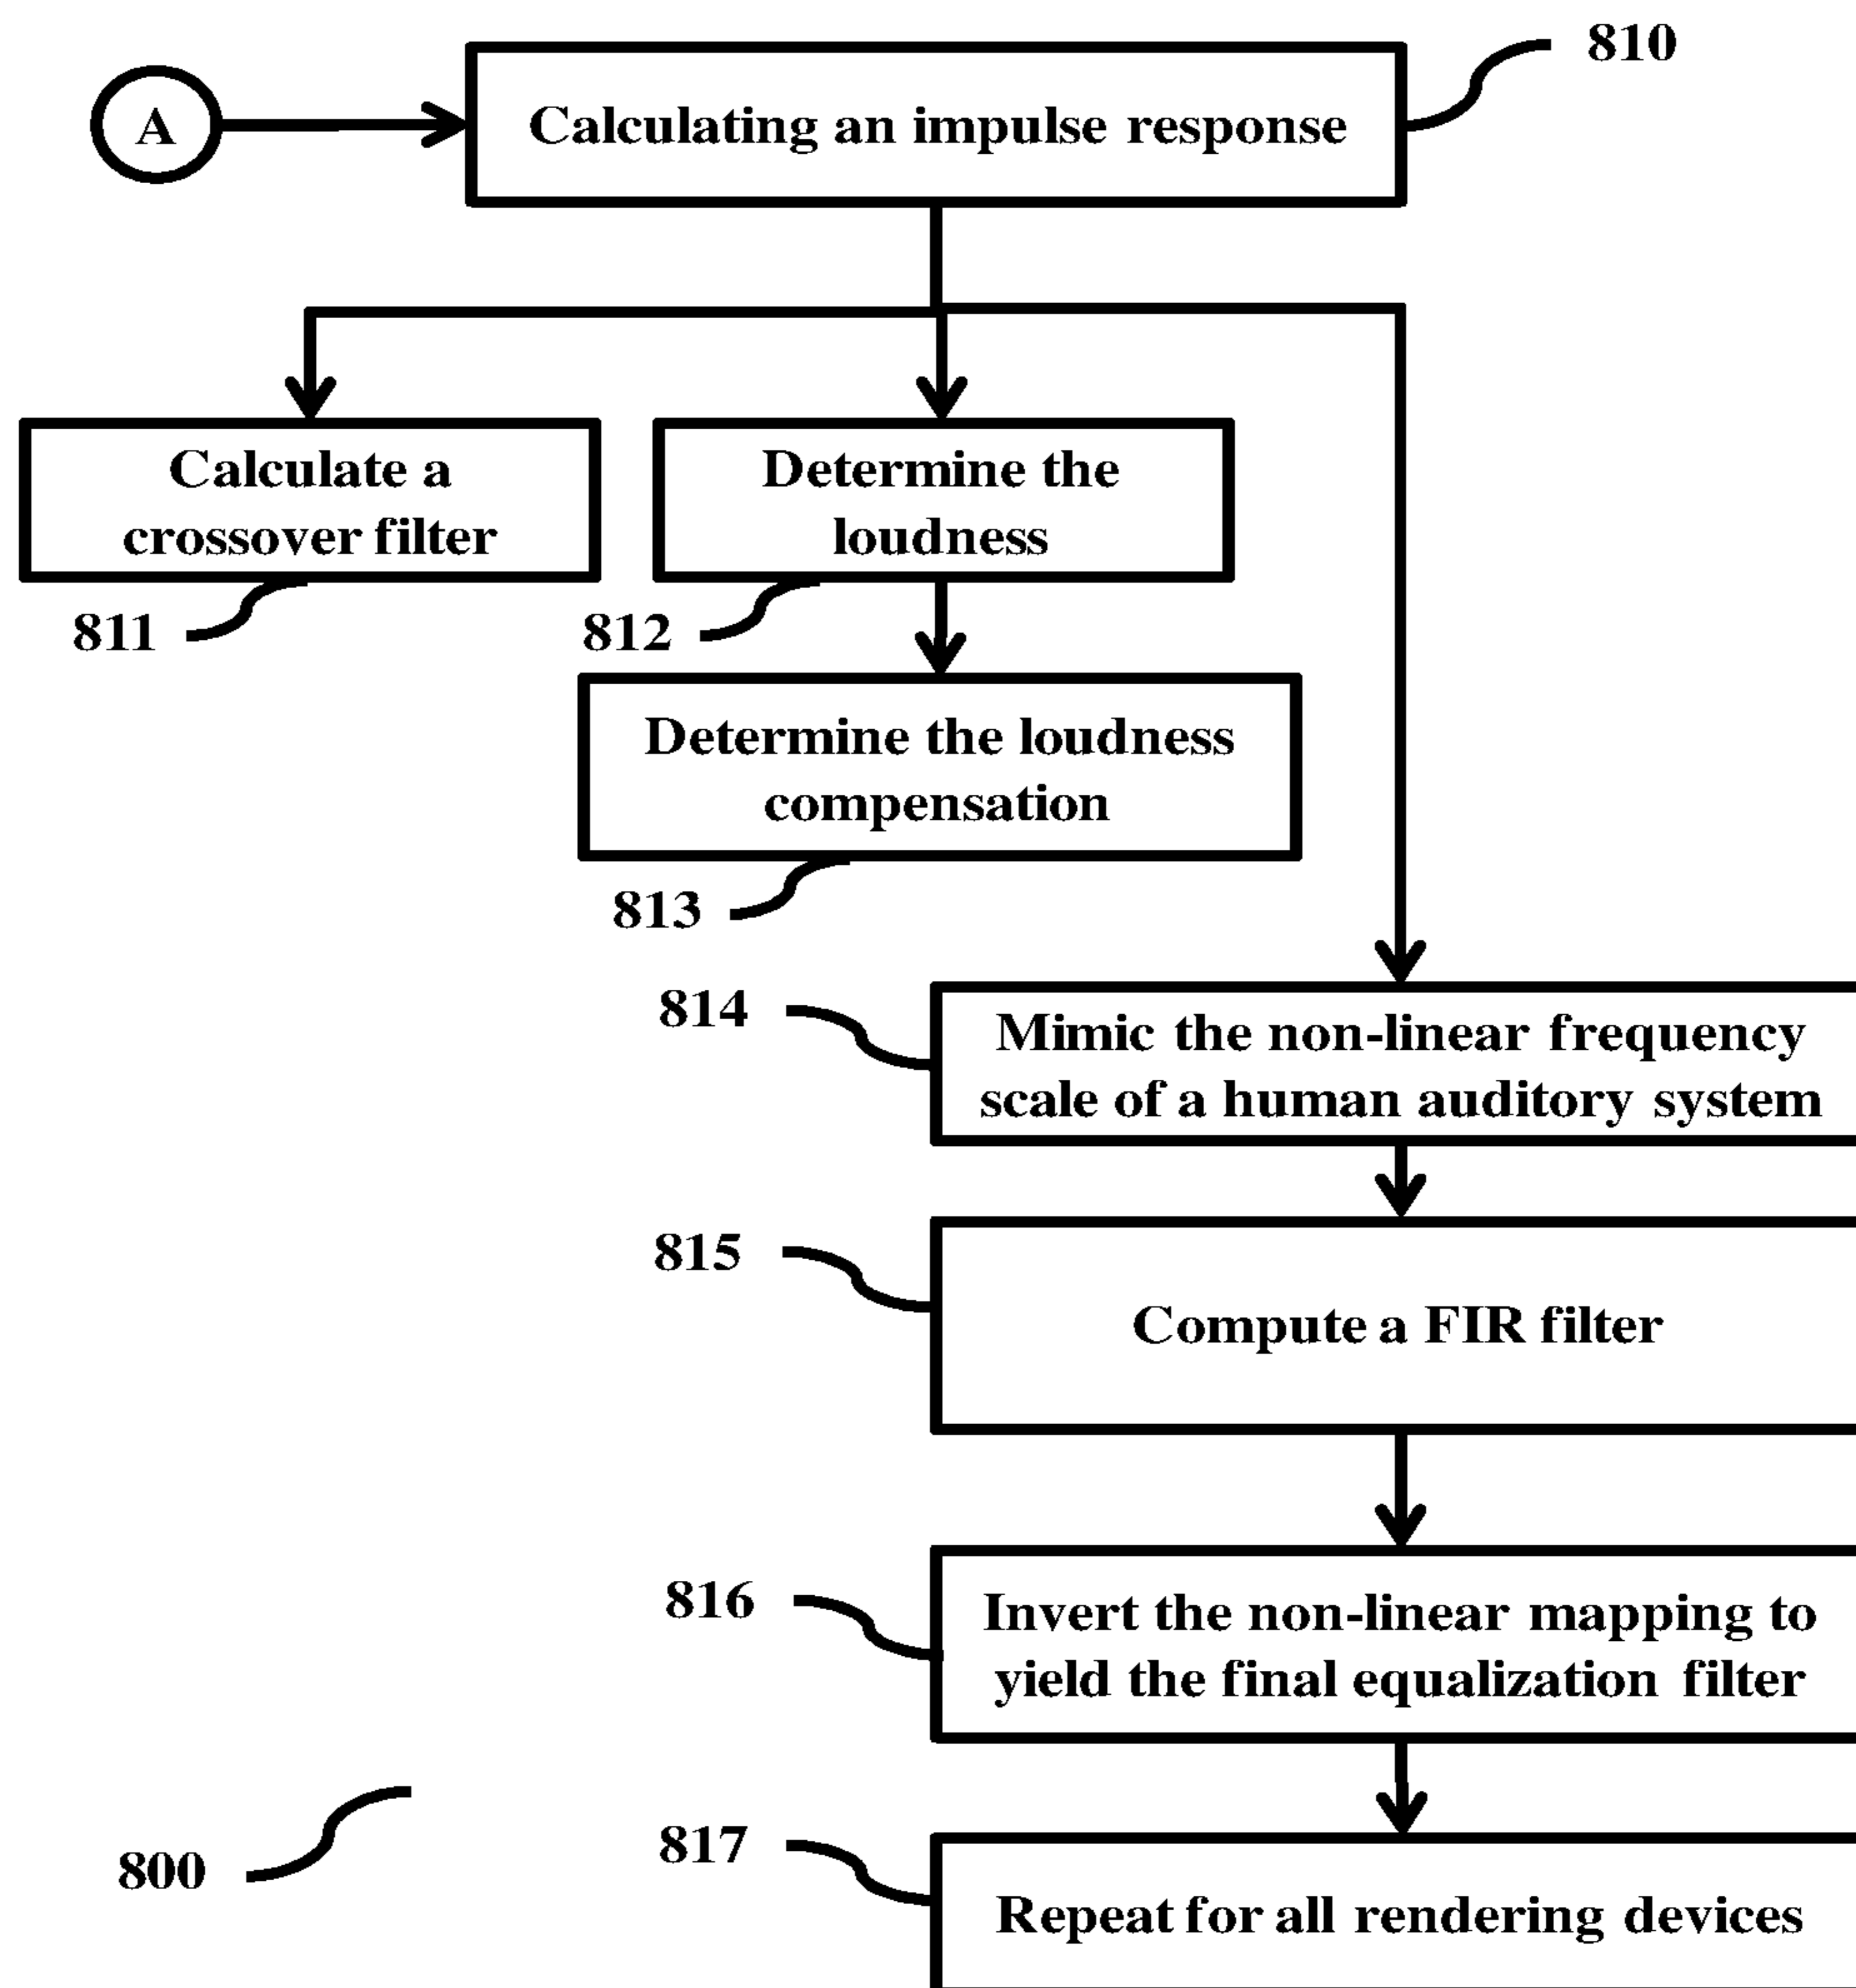 810
A
Calculating an impulse response
Calculate a
crossover filter
Determine the
loudness
811
812
Determine the loudness
compensation
813
814
Mimic the non-linear frequency
scale of a human auditory system
815
Compute a FIR filter
816
Invert the non-linear mapping to
yield the final equalization filter
800
817
Repeat for all rendering devices